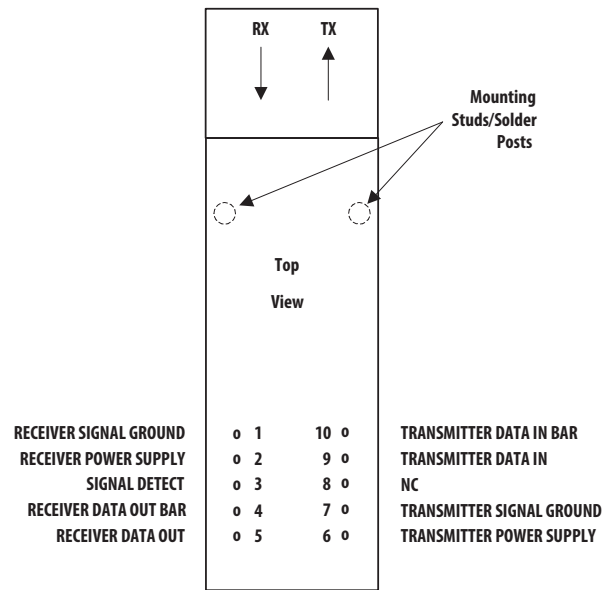 RX TX
Mounting
Studs/Solder
Posts
Top
View
RECEIVER SIGNAL GROUND o 1 10 o TRANSMITTER DATA IN BAR
RECEIVER POWER SUPPLY o 2 9 o TRANSMITTER DATA IN
SIGNAL DETECT o 3 8 o NC
RECEIVER DATA OUT BAR o 4 7 o TRANSMITTER SIGNAL GROUND
RECEIVER DATA OUT o 5 6 o TRANSMITTER POWER SUPPLY